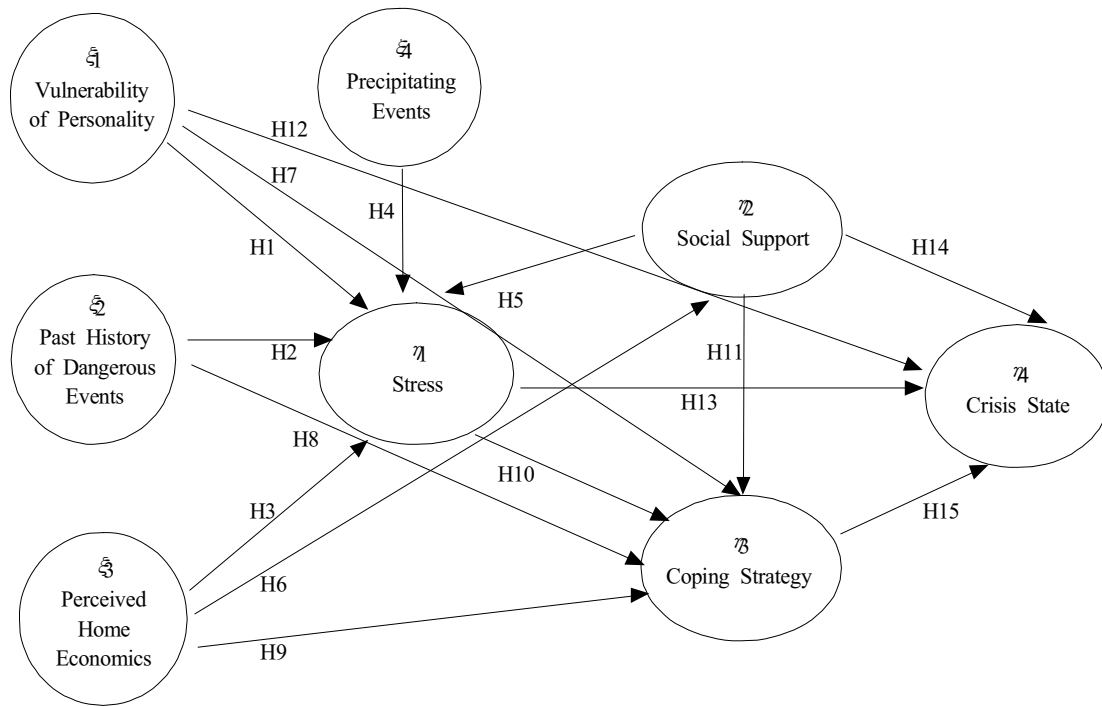 ξ1
Vulnerability
of Personality
ξ4
Precipitating
Events
H12
H7
H4
H1
η2
Social Support
H14
ξ2
Past History
of Dangerous
Events
H2
H5
η1
Stress
H11
H13
η4
Crisis State
H8
H10
H3
H15
ξ3
Perceived
Home
Economics
H6
H9
η3
Coping Strategy